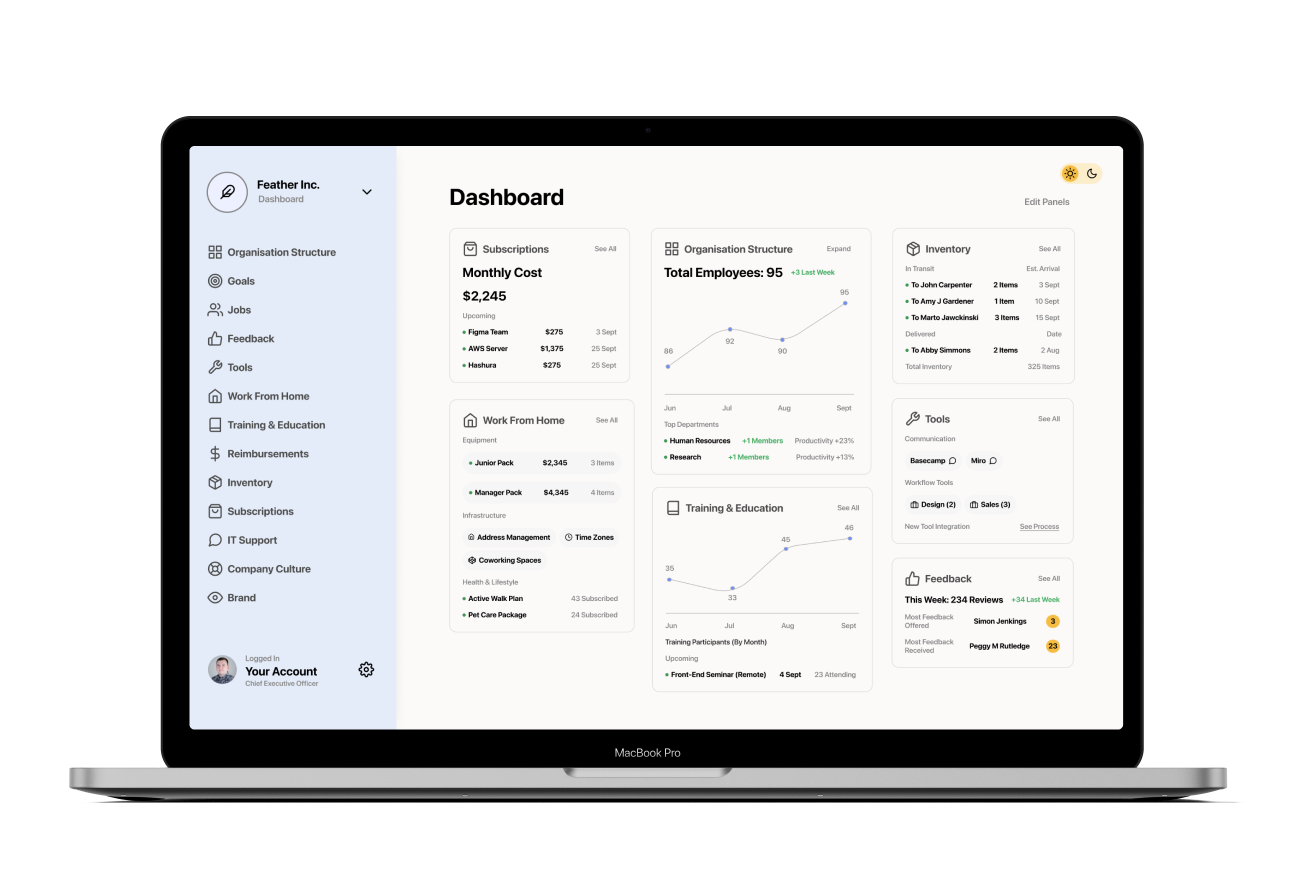 Feather Inc.
Dashboard
Organisation Structure
Goals
Jobs
Feedback
Tools
Work From Home
Training & Education
Reimbursements
Inventory
Subscriptions
IT Support
Company Culture
Brand
Logged In
Your Account
Chief Executive Officer
Dashboard
Edit Panels
Subscriptions See All
Monthly Cost
$2,245
Upcoming
Figma Team $275 3 Sept
AWS Server $1,375 25 Sept
Hashura $275 25 Sept
Work From Home See All
Equipment
Junior Pack $2,345 3 Items
Manager Pack $4,345 4 Items
Infrastructure
Address Management Time Zones
Coworking Spaces
Health & Lifestyle
Active Walk Plan 43 Subscribed
Pet Care Package 24 Subscribed
Organisation Structure Expand
Total Employees: 95 +3 Last Week
95
92
86
90
Jun Jul Aug Sept
Top Departments
Human Resources +1 Members Productivity +23%
Research +1 Members Productivity +13%
Training & Education See All
46
45
35
33
Jun Jul Aug Sept
Training Participants (By Month)
Upcoming
Front-End Seminar (Remote) 4 Sept 23 Attending
Inventory See All
In Transit Est. Arrival
To John Carpenter 2 Items 3 Sept
To Amy J Gardener 1 Item 10 Sept
To Marto Jawckinski 3 Items 15 Sept
Delivered Date
To Abby Simmons 2 Items 2 Aug
Total Inventory 325 Items
Tools See All
Communication
Basecamp Miro
Workflow Tools
Design (2) Sales (3)
New Tool Integration See Process
Feedback See All
This Week: 234 Reviews +34 Last Week
Most Feedback
Offered Simon Jenkings 3
Most Feedback
Received Peggy M Rutledge 23
MacBook Pro